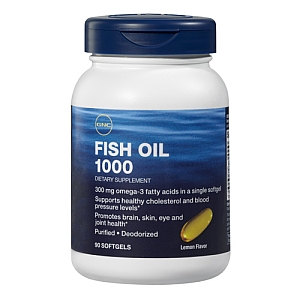 GNC
FISH OIL
1000
DIETARY SUPPLEMENT
300 mg omega-3 fatty acids in a single softgel
Supports healthy cholesterol and blood
pressure levels*
Promotes brain, skin, eye and
joint health*
Purified • Deodorized
90 SOFTGELS
Lemon Flavor